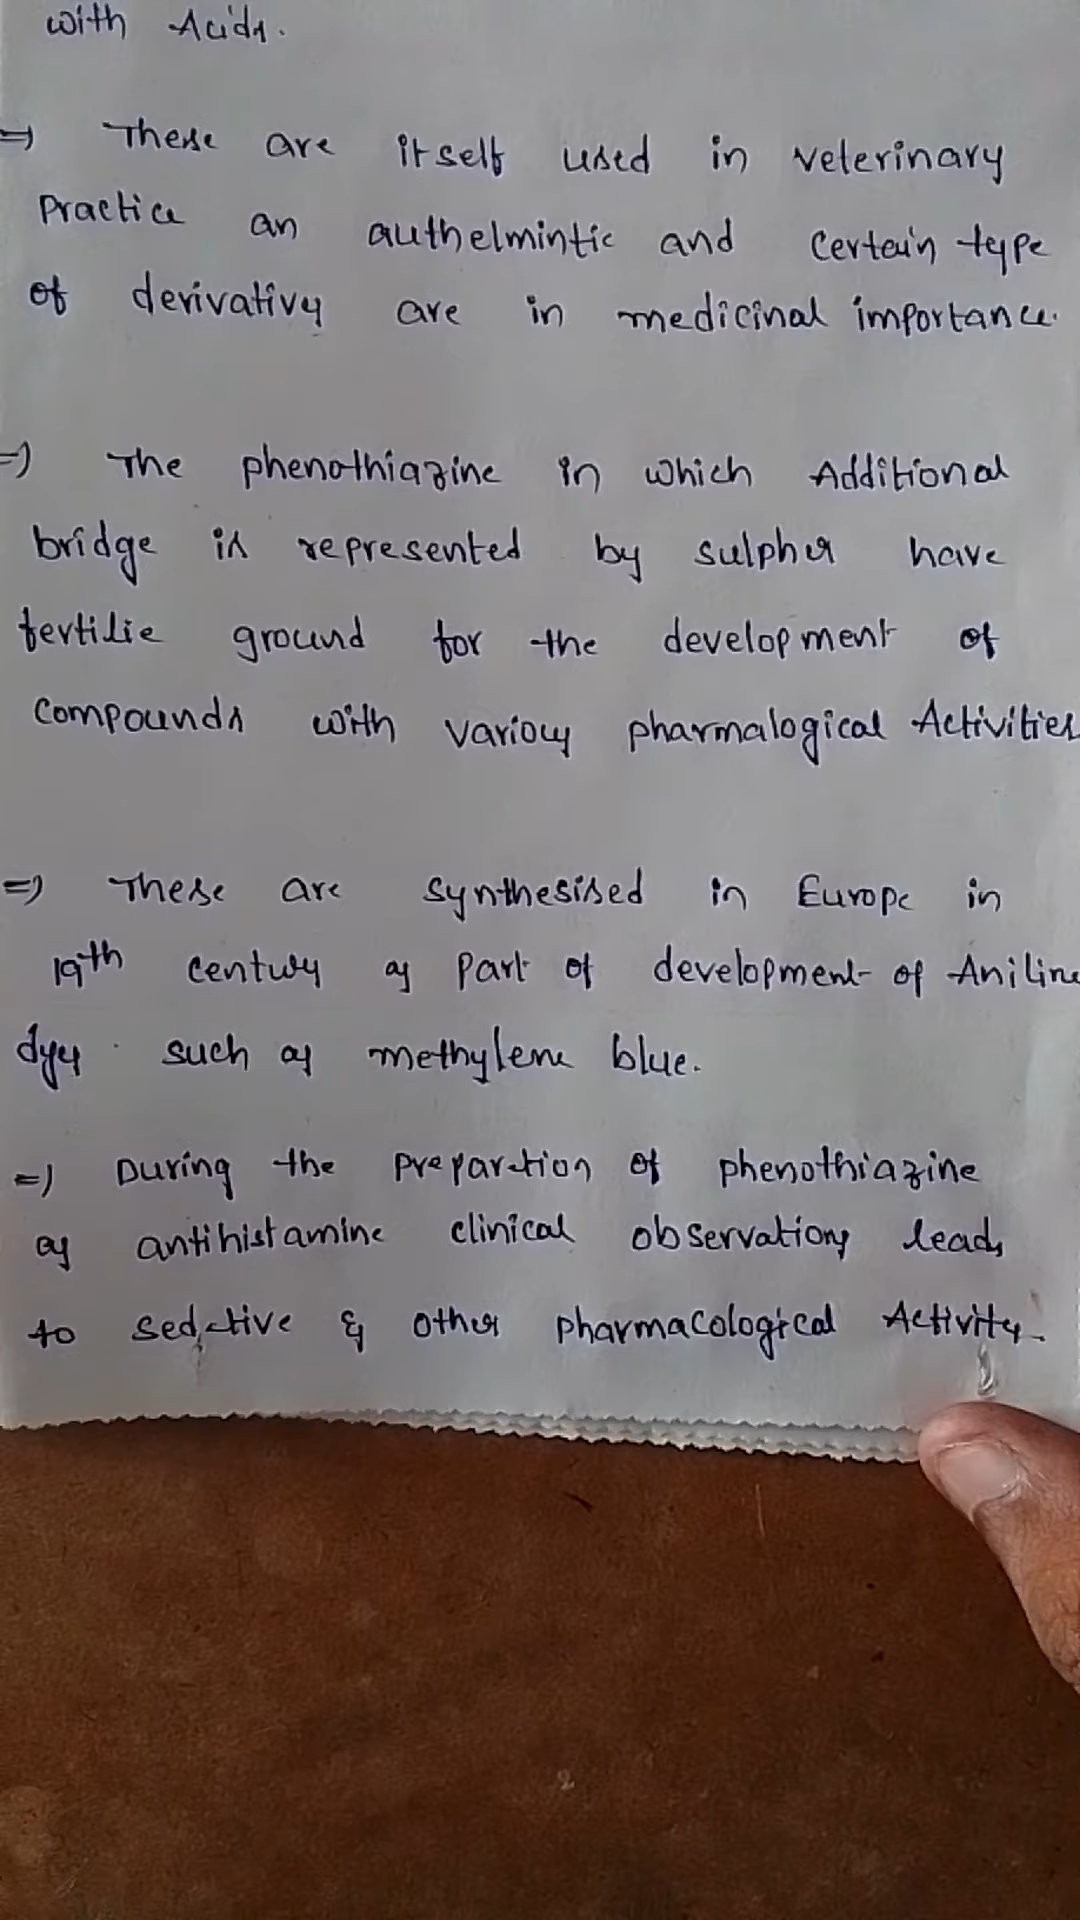 with Acids.
=) These are itself used in veterinary
Practice an authelmintic and certain type
of derivatives are in medicinal importance.
=) The phenothiazine in which Additional
bridge is represented by sulpher have
fertilie ground for the development of
compounds with various pharmalogical Activities
=) These are synthesised in Europe in
19th century as Part of development of Aniline
dyes such as methylene blue.
=) During the preparation of phenothiazine
as antihistamine clinical observations leads
to sedative & other pharmacological Activity.